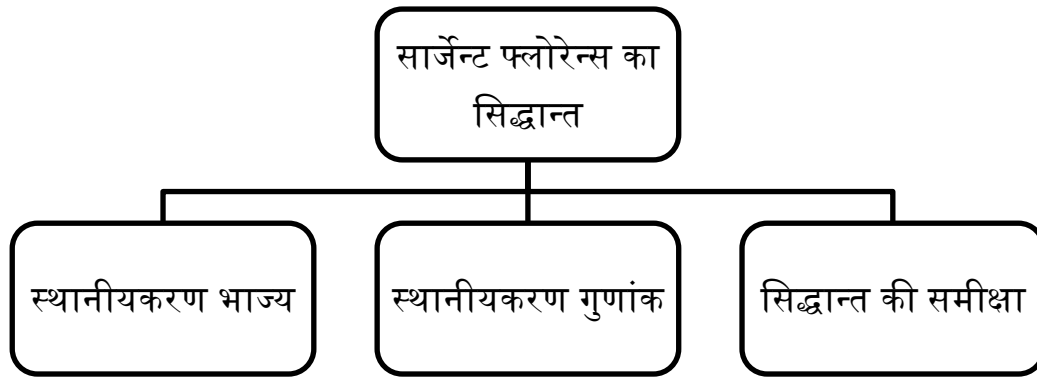 सार्जेन्ट फ्लोरेन्स का
सिद्धान्त
स्थानीयकरण भाज्य
स्थानीयकरण गुणांक
सिद्धान्त की समीक्षा